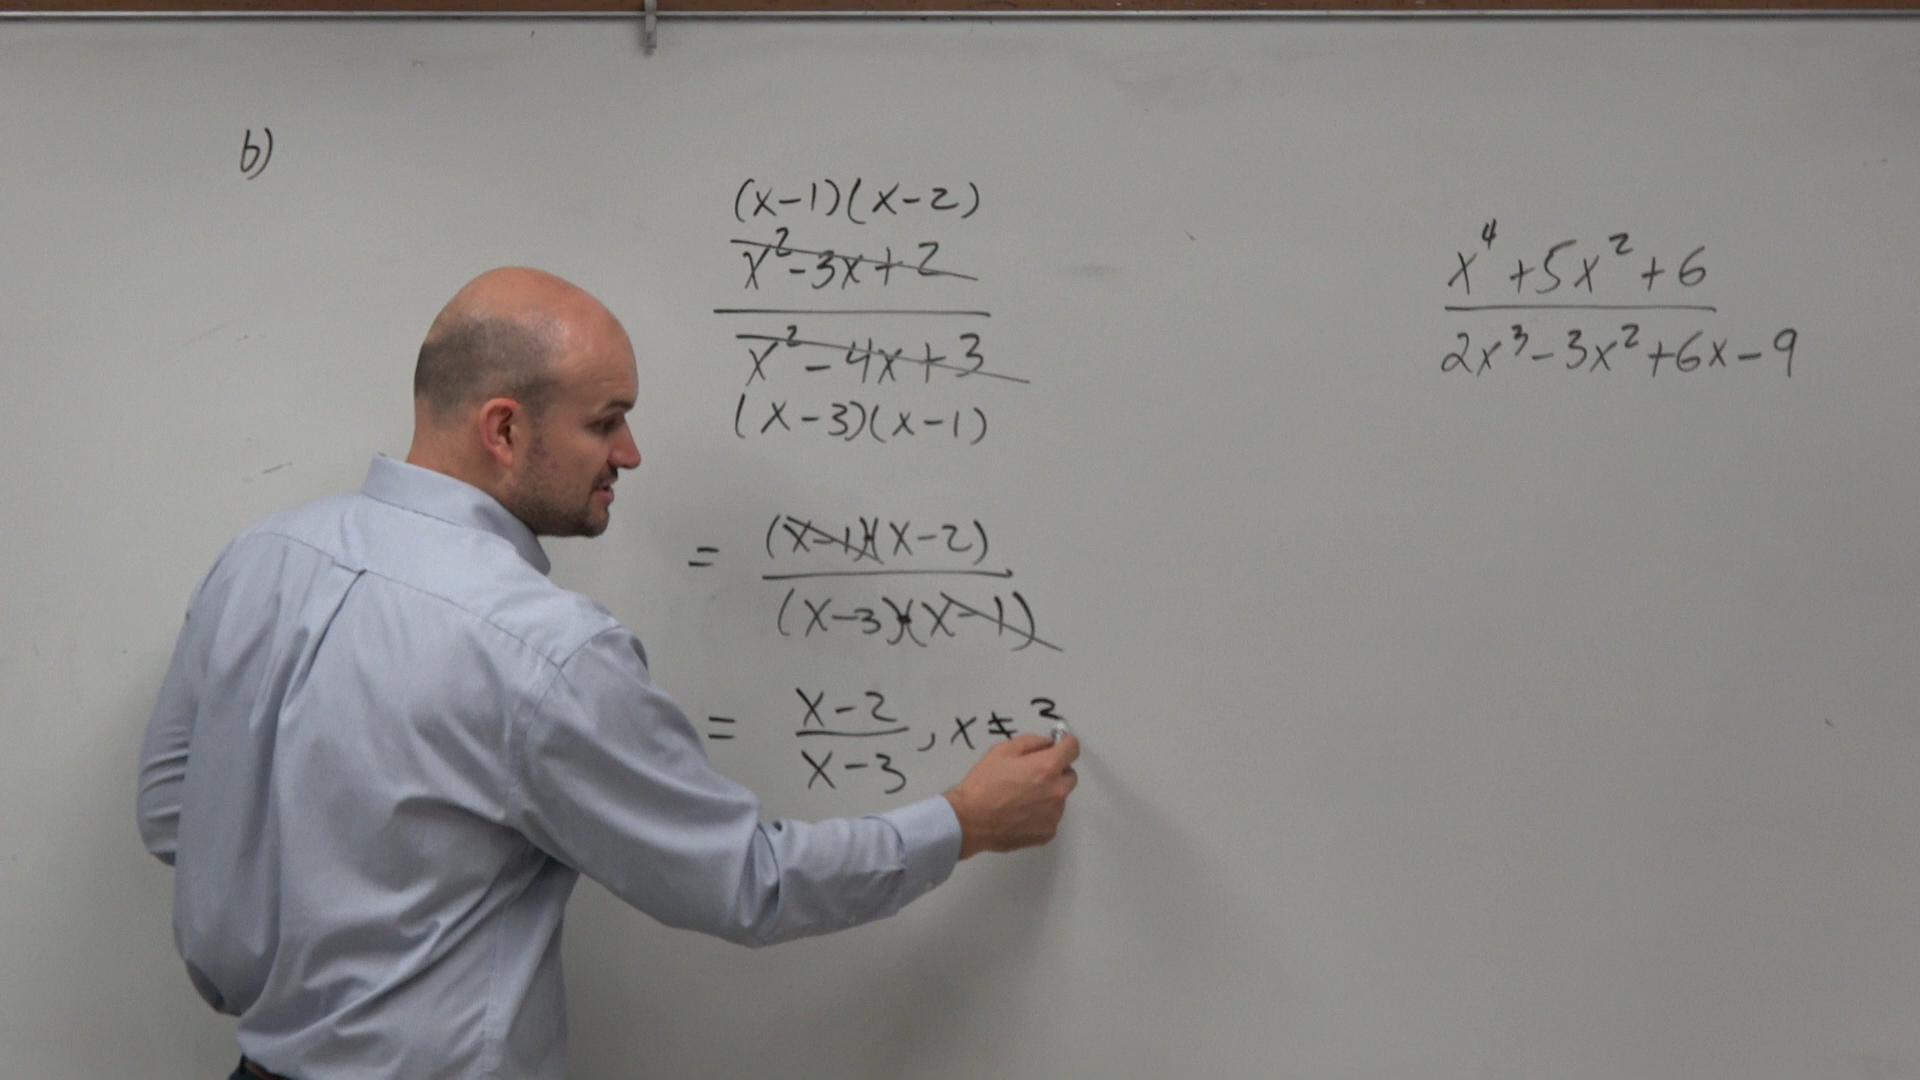 b)
(x-1)(x-2)
x²-3x+2
x²-4x+3
(x-3)(x-1)
= (x-1)(x-2)
(x-3)·(x-1)
= x-2
x-3
, x ≠
x⁴+5x²+6
2x³-3x²+6x-9